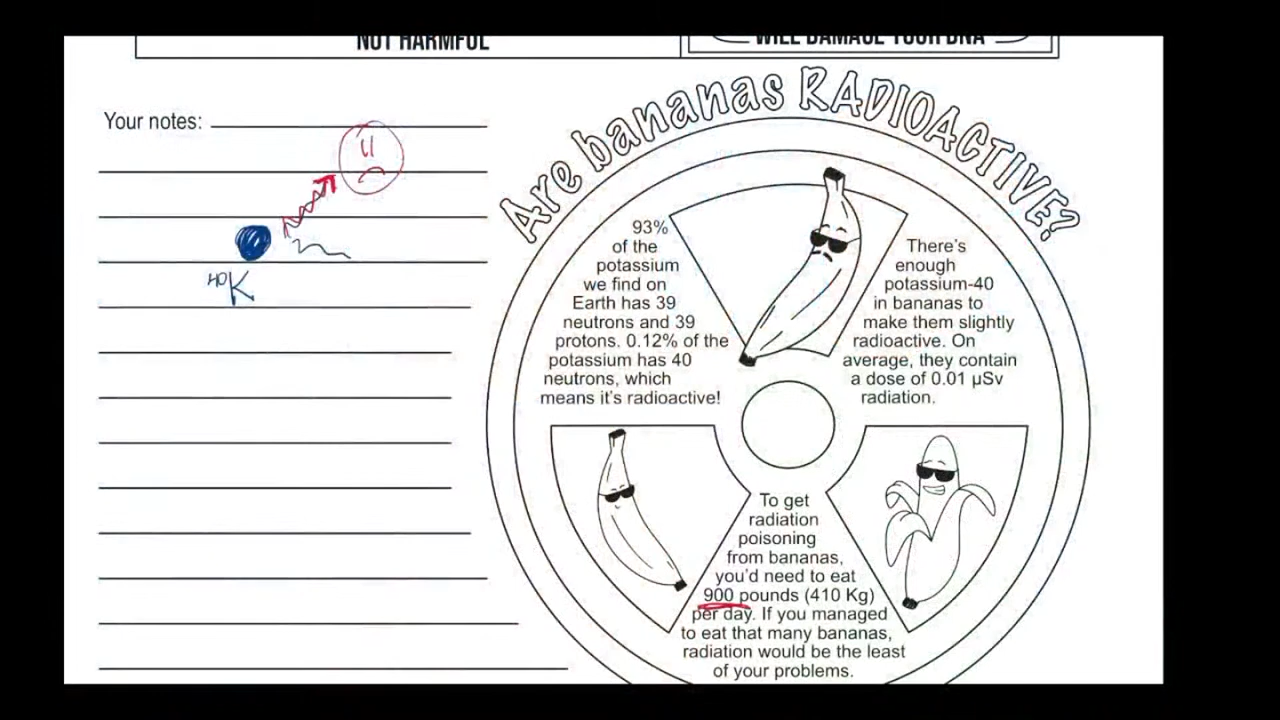 NOT HARMFUL
WILL DAMAGE YOUR DNA
Your notes:
40K
Are bananas RADIOACTIVE?
93%
of the
potassium
we find on
Earth has 39
neutrons and 39
protons. 0.12% of the
potassium has 40
neutrons, which
means it's radioactive!
There's
enough
potassium-40
in bananas to
make them slightly
radioactive. On
average, they contain
a dose of 0.01 µSv
radiation.
To get
radiation
poisoning
from bananas,
you'd need to eat
900 pounds (410 Kg)
per day. If you managed
to eat that many bananas,
radiation would be the least
of your problems.